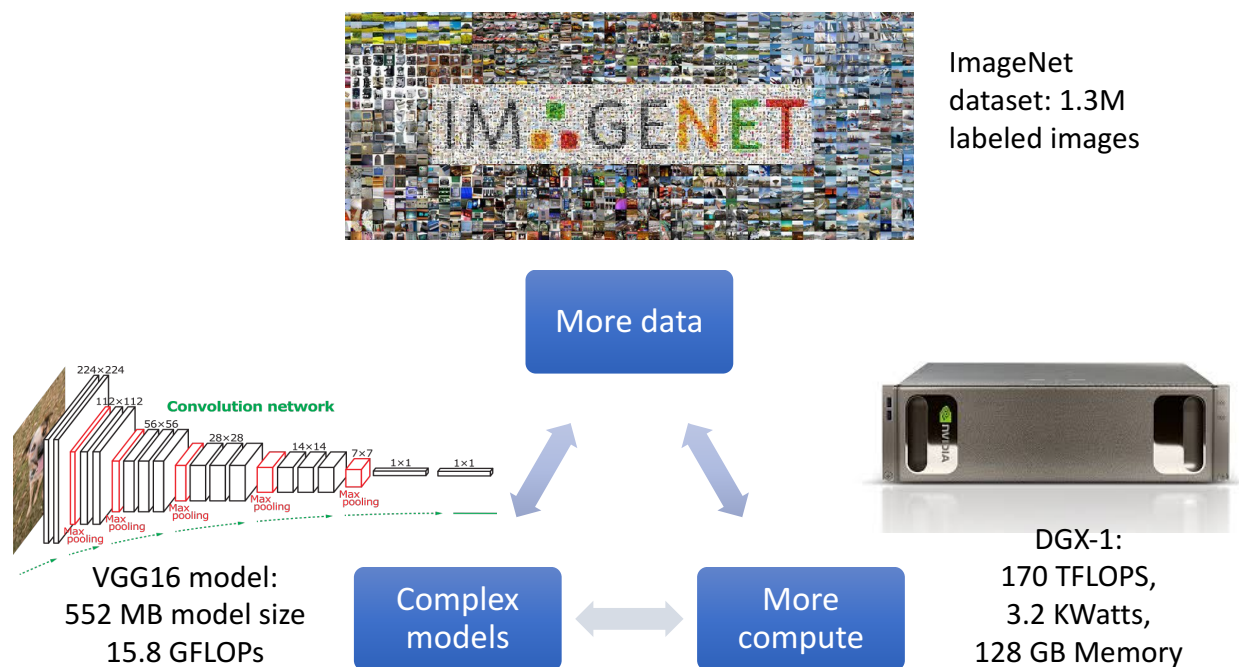 IMAGENET
ImageNet
dataset: 1.3M
labeled images
More data
224×224
112×112
56×56
28×28
14×14
7×7
1×1
1×1
Convolution network
Max pooling
Max pooling
Max
pooling
Max
pooling
Max
pooling
nVIDIA
VGG16 model:
552 MB model size
15.8 GFLOPs
Complex
models
More
compute
DGX-1:
170 TFLOPS,
3.2 KWatts,
128 GB Memory